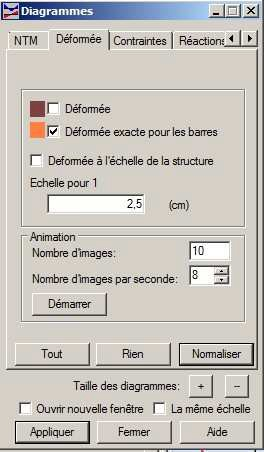 Diagrammes
NTM Déformée Contraintes Réactions
Déformée
Déformée exacte pour les barres
Deformée à l'échelle de la structure
Echelle pour 1
2,5 (cm)
Animation
Nombre d'images: 10
Nombre d'images par seconde: 8
Démarrer
Tout Rien Normaliser
Taille des diagrammes: + --
Ouvrir nouvelle fenêtre La même échelle
Appliquer Fermer Aide